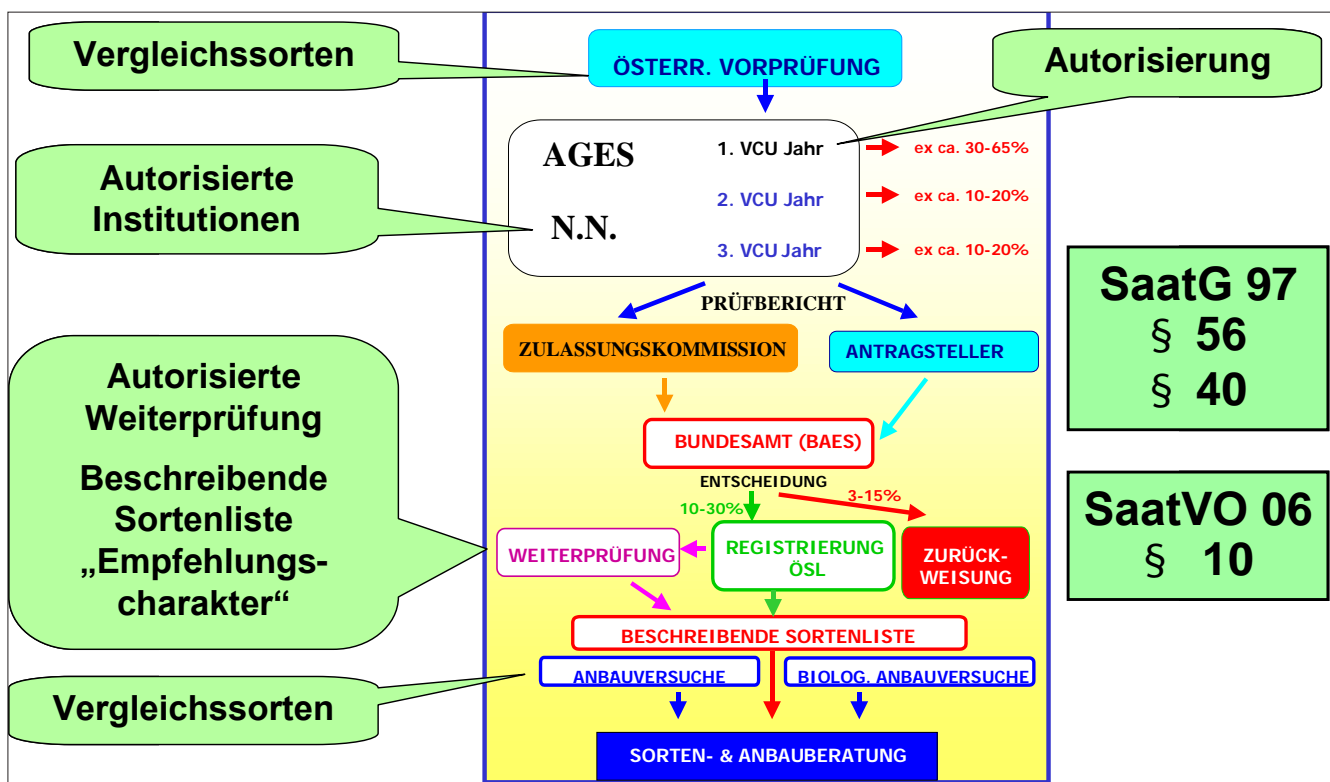 Vergleichssorten
ÖSTERR. VORPRÜFUNG
Autorisierung
AGES
1. VCU Jahr
ex ca. 30-65%
Autorisierte
Institutionen
2. VCU Jahr
ex ca. 10-20%
N.N.
3. VCU Jahr
ex ca. 10-20%
PRÜFBERICHT
SaatG 97
§ 56
§ 40
ZULASSUNGSKOMMISSION
ANTRAGSTELLER
Autorisierte
Weiterprüfung
Beschreibende
Sortenliste
„Empfehlungs-
charakter“
BUNDESAMT (BAES)
ENTSCHEIDUNG
10-30%
3-15%
SaatVO 06
§ 10
WEITERPRÜFUNG
REGISTRIERUNG
ÖSL
ZURÜCK-
WEISUNG
BESCHREIBENDE SORTENLISTE
ANBAUVERSUCHE
BIOLOG. ANBAUVERSUCHE
Vergleichssorten
SORTEN- & ANBAUBERATUNG